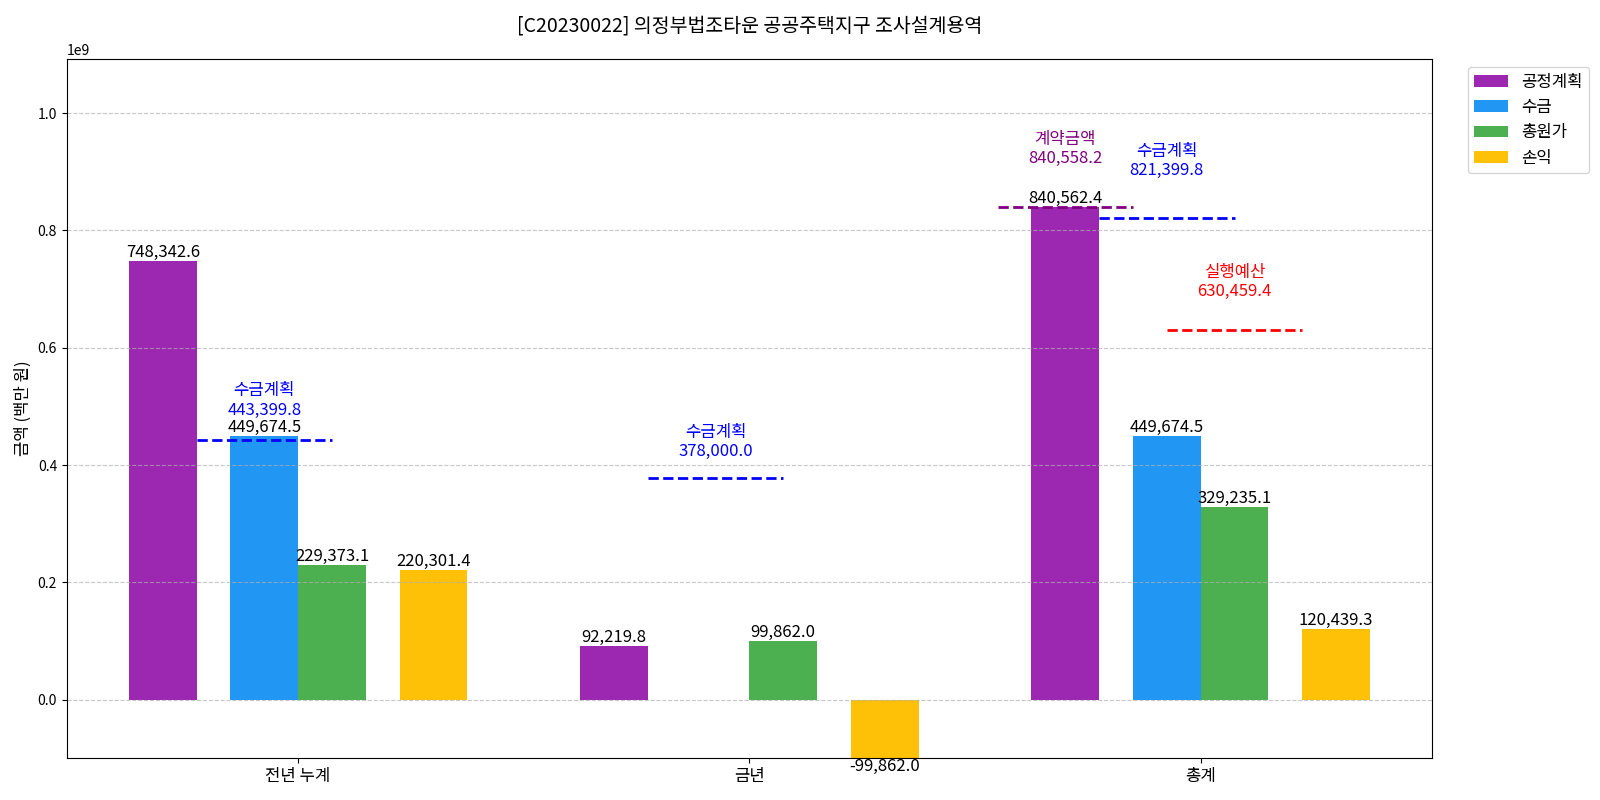 [C20230022] 의정부법조타운 공공주택지구 조사설계용역
1e9
공정계획
수금
총원가
손익
금액 (백만 원)
1.0
0.8
0.6
0.4
0.2
0.0
748,342.6
수금계획
443,399.8
449,674.5
229,373.1
220,301.4
수금계획
378,000.0
92,219.8
99,862.0
-99,862.0
계약금액
840,558.2
수금계획
821,399.8
840,562.4
실행예산
630,459.4
449,674.5
329,235.1
120,439.3
전년 누계
금년
총계